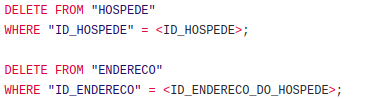 DELETE FROM "HOSPEDE"
WHERE "ID_HOSPEDE" = <ID_HOSPEDE>;
DELETE FROM "ENDERECO"
WHERE "ID_ENDERECO" = <ID_ENDERECO_DO_HOSPEDE>;